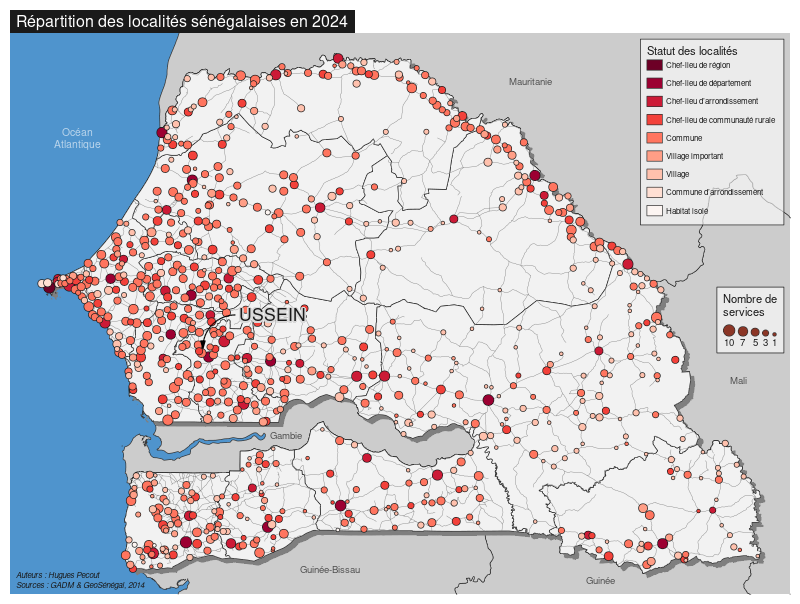 Répartition des localités sénégalaises en 2024
Statut des localités
Chef-lieu de région
Chef-lieu de département
Chef-lieu d'arrondissement
Chef-lieu de communauté rurale
Commune
Village important
Village
Commune d'arrondissement
Habitat isolé
Mauritanie
Océan
Atlantique
USSEIN
Nombre de
services
10 7 5 3 1
Mali
Gambie
Guinée-Bissau
Guinée
Auteurs : Hugues Pecout
Sources : GADM & GeoSénégal, 2014